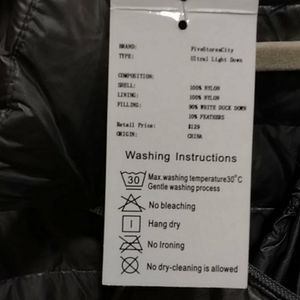 BRAND: FiveStoresCity
TYPE: Ultral Light Down
COMPOSITION:
SHELL: 100% NYLON
LIVING: 100% NYLON
FILLING: 90% WHITE DUCK DOWN
10% FEATHERS
Retail Price: $129
ORIGIN: CHINA
Washing Instructions
30 Max.washing temperature30°C
Gentle washing process
No bleaching
Hang dry
No Ironing
No dry-cleaning is allowed